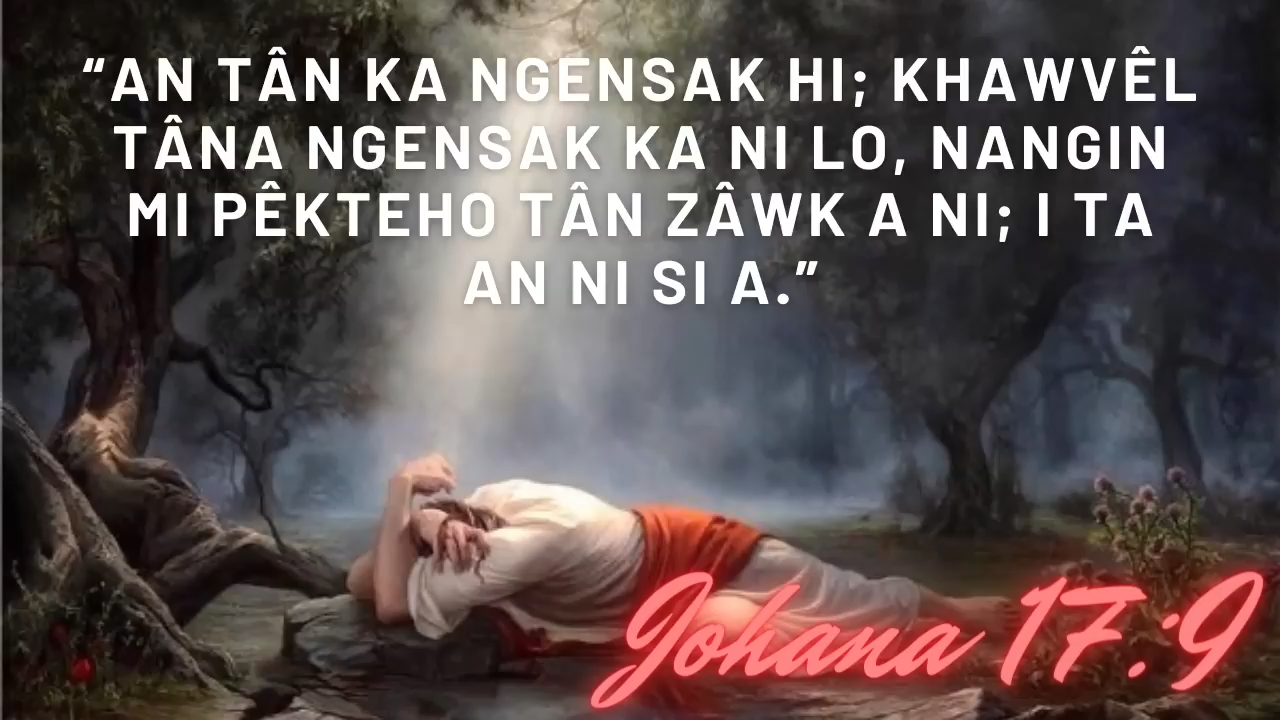 “AN TÂN KA NGENSAK HI; KHAWVÊL
TÂNA NGENSAK KA NI LO, NANGIN
MI PÊKTEHO TÂN ZÂWK A NI; I TA
AN NI SI A.”
Johana 17:9